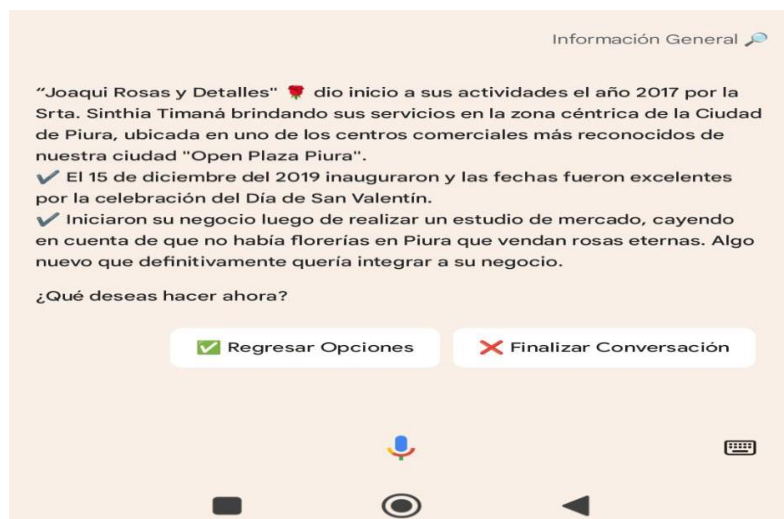 Información General 🔎
“Joaqui Rosas y Detalles" 🌹 dio inicio a sus actividades el año 2017 por la
Srta. Sinthia Timaná brindando sus servicios en la zona céntrica de la Ciudad
de Piura, ubicada en uno de los centros comerciales más reconocidos de
nuestra ciudad "Open Plaza Piura".
✔️ El 15 de diciembre del 2019 inauguraron y las fechas fueron excelentes
por la celebración del Día de San Valentín.
✔️ Iniciaron su negocio luego de realizar un estudio de mercado, cayendo
en cuenta de que no había florerías en Piura que vendan rosas eternas. Algo
nuevo que definitivamente quería integrar a su negocio.
¿Qué deseas hacer ahora?
✅ Regresar Opciones
❌ Finalizar Conversación